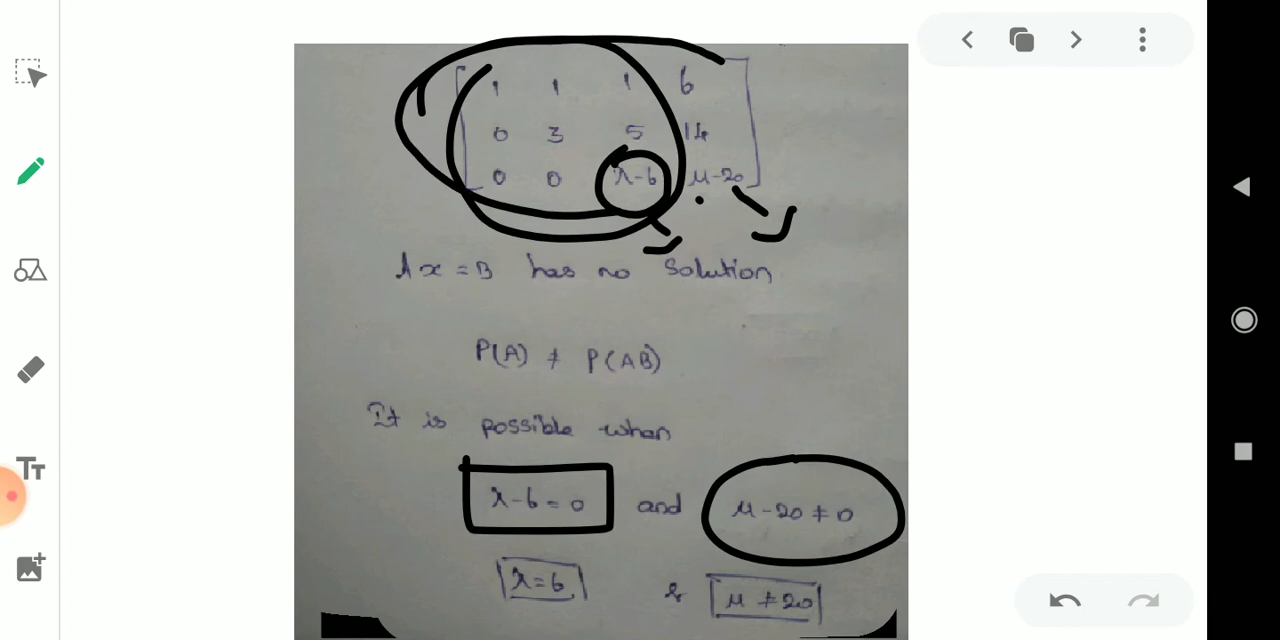 1 1 1 6
0 3 5 14
0 0 λ-6 μ-20
Ax = B has no Solution
P(A) ≠ P(AB)
It is possible when
λ-6 = 0 and μ-20 ≠ 0
λ=6 & μ ≠ 20
Tт